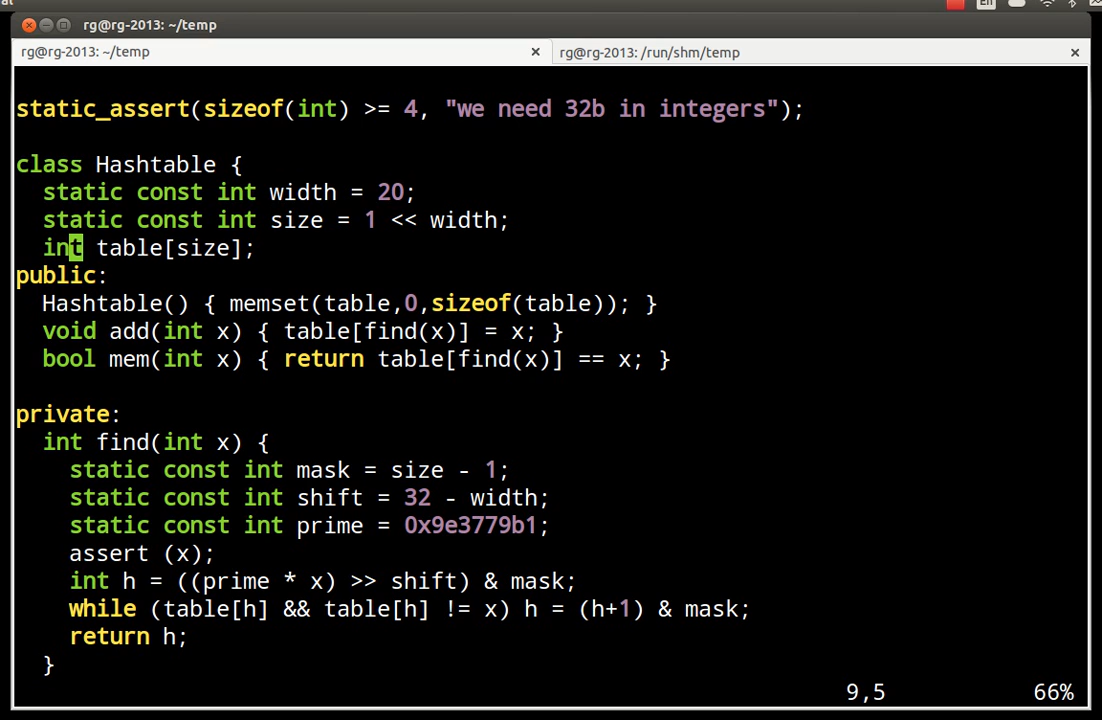 at
En
rg@rg-2013: ~/temp
rg@rg-2013: ~/temp
rg@rg-2013: /run/shm/temp
static_assert(sizeof(int) >= 4, "we need 32b in integers");
class Hashtable {
  static const int width = 20;
  static const int size = 1 << width;
  int table[size];
public:
  Hashtable() { memset(table,0,sizeof(table)); }
  void add(int x) { table[find(x)] = x; }
  bool mem(int x) { return table[find(x)] == x; }
private:
  int find(int x) {
    static const int mask = size - 1;
    static const int shift = 32 - width;
    static const int prime = 0x9e3779b1;
    assert (x);
    int h = ((prime * x) >> shift) & mask;
    while (table[h] && table[h] != x) h = (h+1) & mask;
    return h;
  }
9,5 66%